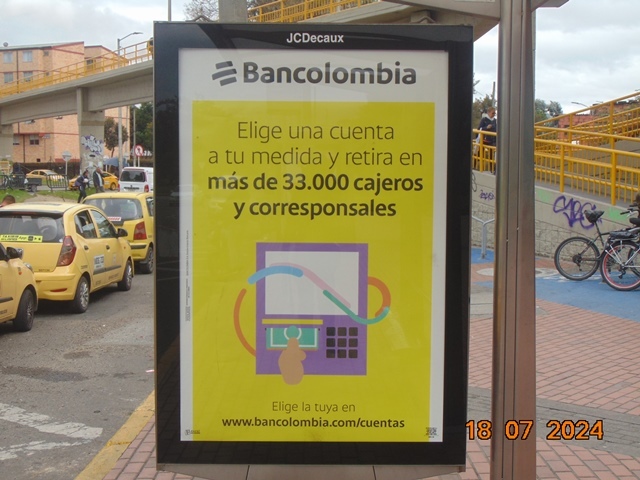 JCDecaux
Bancolombia
Elige una cuenta
a tu medida y retira en
más de 33.000 cajeros
y corresponsales
Elige la tuya en
www.bancolombia.com/cuentas
18 07 2024